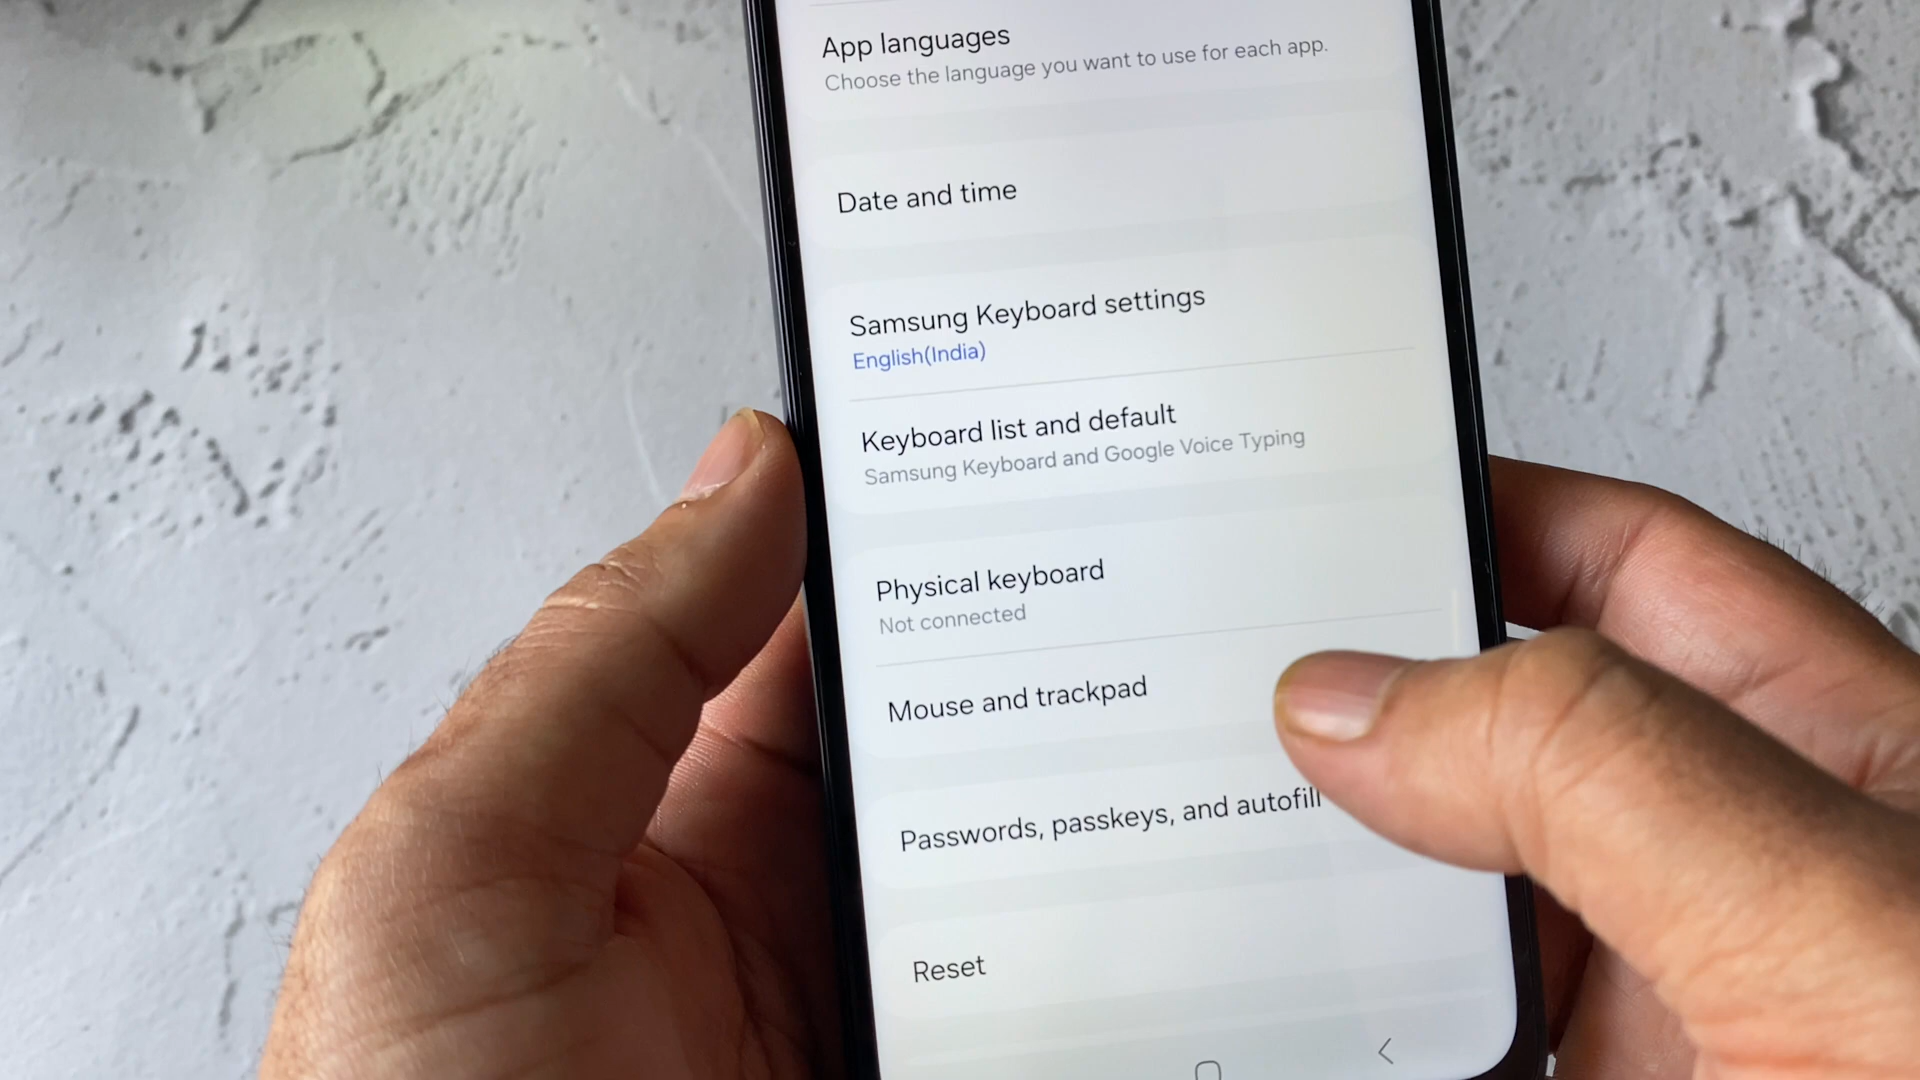 App languages
Choose the language you want to use for each app.
Date and time
Samsung Keyboard settings
English(India)
Keyboard list and default
Samsung Keyboard and Google Voice Typing
Physical keyboard
Not connected
Mouse and trackpad
Passwords, passkeys, and autofill
Reset